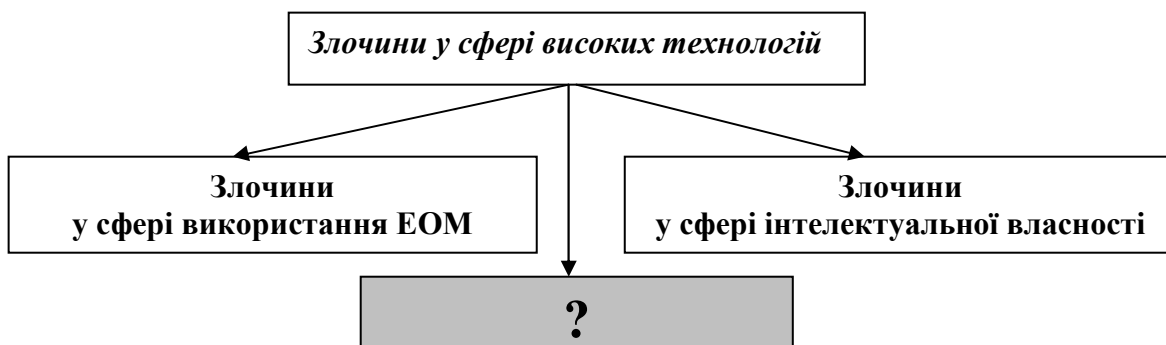 Злочини у сфері високих технологій
Злочини
у сфері використання ЕОМ
Злочини
у сфері інтелектуальної власності
?